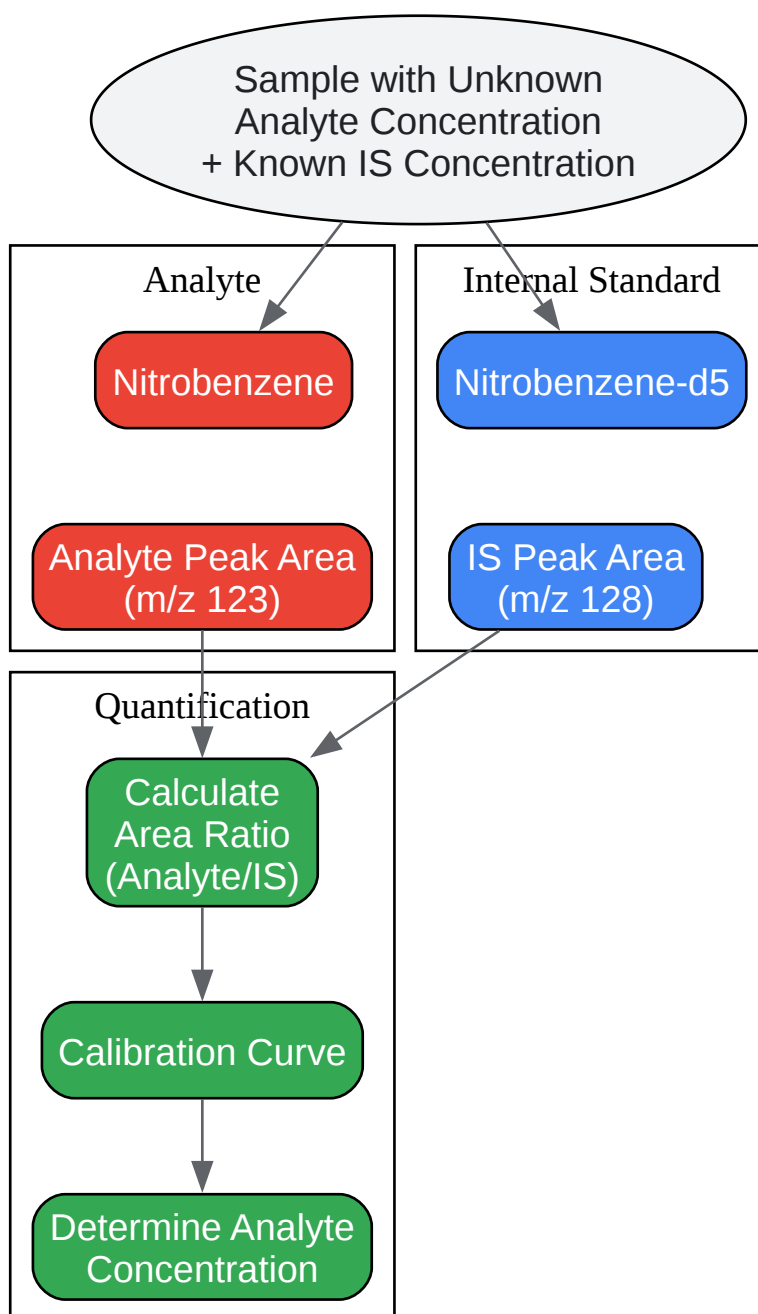 Sample with Unknown
Analyte Concentration
+ Known IS Concentration
Analyte
Internal Standard
Nitrobenzene
Nitrobenzene-d5
Analyte Peak Area
(m/z 123)
IS Peak Area
(m/z 128)
Quantification
Calculate
Area Ratio
(Analyte/IS)
Calibration Curve
Determine Analyte
Concentration